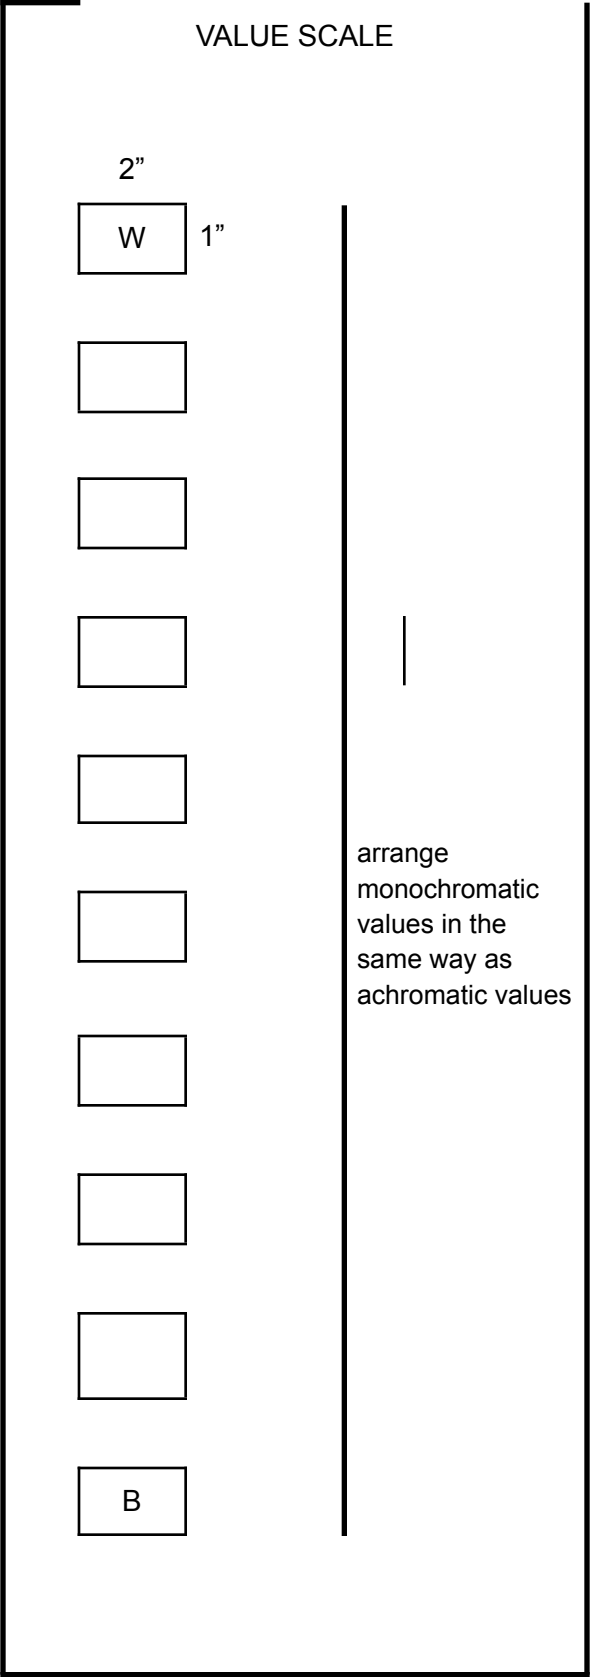 VALUE SCALE
2”
W
1”
arrange
monochromatic
values in the
same way as
achromatic values
B